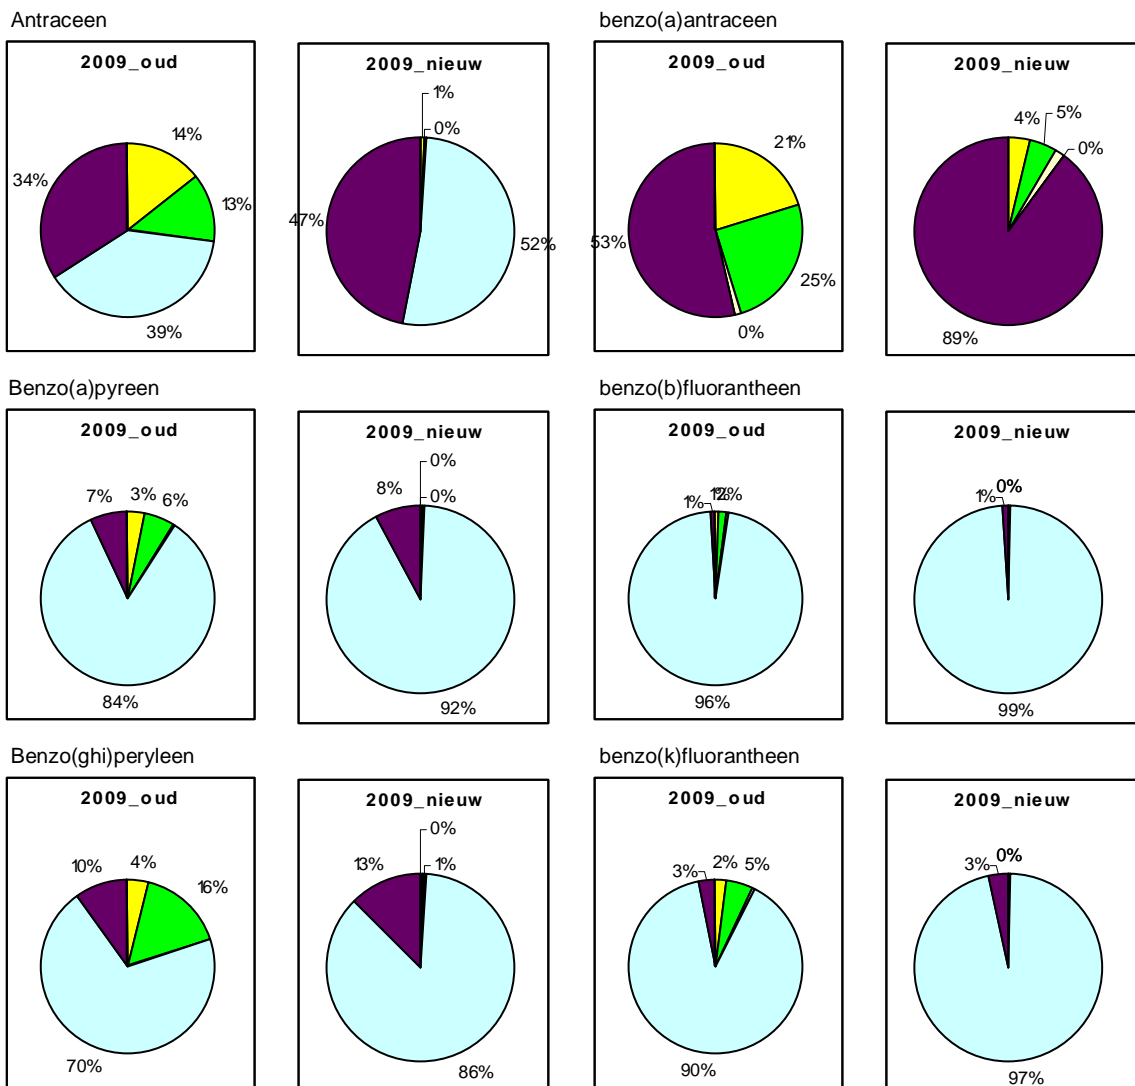 Antraceen
benzo(a)antraceen
2009_oud
14%
13%
39%
34%
2009_nieuw
1%
0%
52%
47%
2009_oud
21%
25%
0%
53%
2009_nieuw
4%
5%
0%
89%
Benzo(a)pyreen
benzo(b)fluorantheen
2009_oud
3%
6%
84%
7%
2009_nieuw
0%
0%
92%
8%
2009_oud
1%
2%
96%
1%
2009_nieuw
0%
99%
1%
Benzo(ghi)peryleen
benzo(k)fluorantheen
2009_oud
4%
16%
70%
10%
2009_nieuw
0%
1%
86%
13%
2009_oud
2%
5%
90%
3%
2009_nieuw
0%
97%
3%